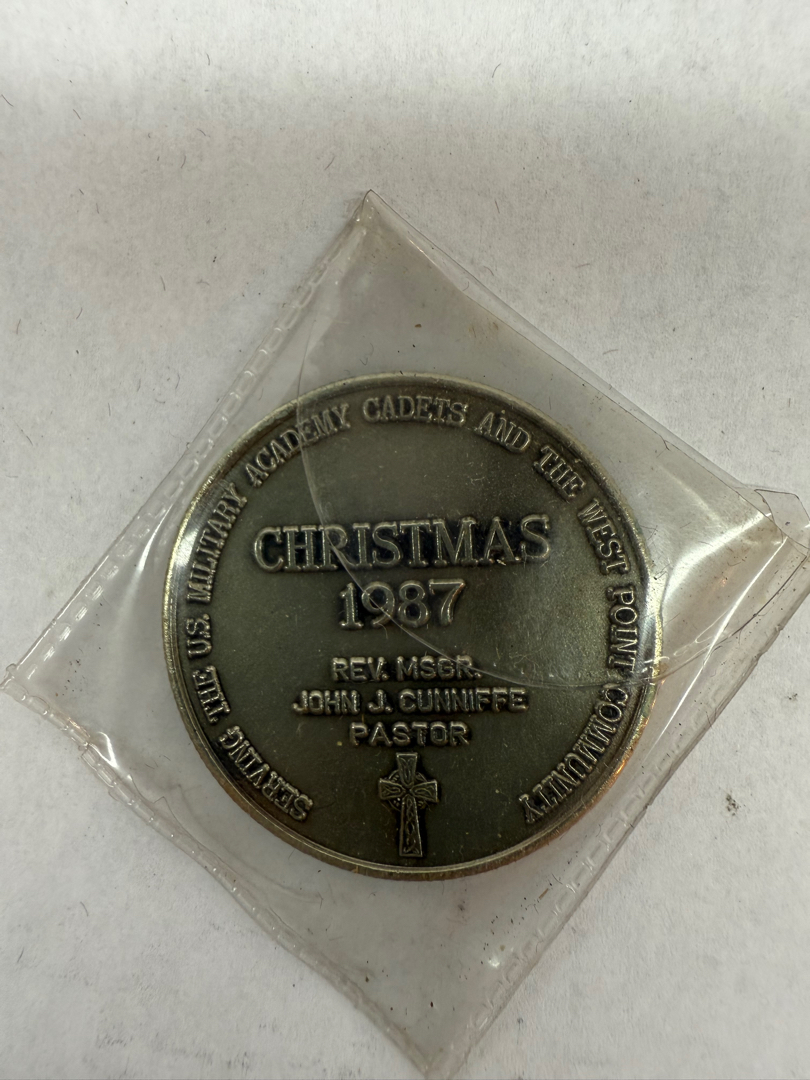 SERVING THE U.S. MILITARY ACADEMY CADETS AND THE WEST POINT COMMUNITY
CHRISTMAS
1987
REV. MSGR.
JOHN J. CUNNIFFE
PASTOR